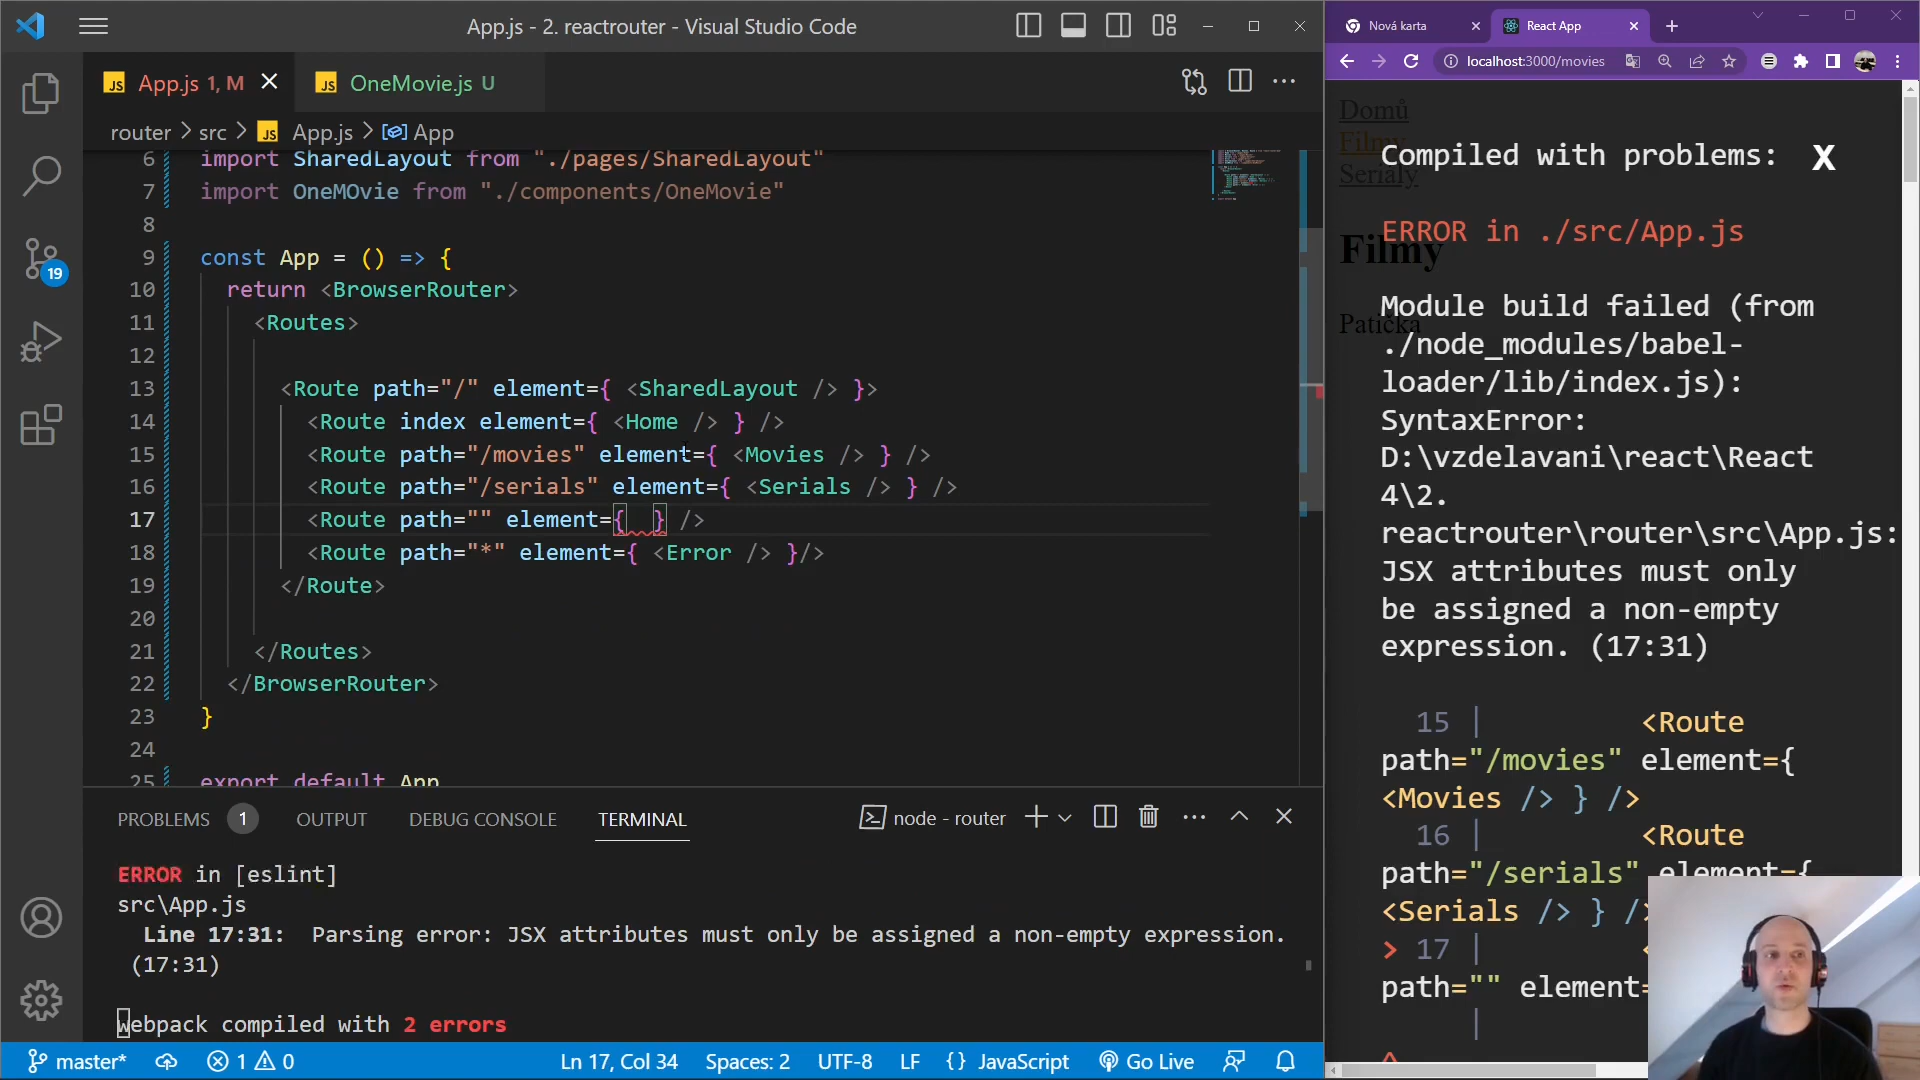 App.js - 2. reactrouter - Visual Studio Code
JS App.js 1, M
JS OneMovie.js U
router > src > JS App.js > App
6 import SharedLayout from "./pages/SharedLayout"
7 import OneMOvie from "./components/OneMovie"
8
9 const App = () => {
10 return <BrowserRouter>
11 <Routes>
12
13 <Route path="/" element={ <SharedLayout /> }>
14 <Route index element={ <Home /> } />
15 <Route path="/movies" element={ <Movies /> } />
16 <Route path="/serials" element={ <Serials /> } />
17 <Route path="" element={  } />
18 <Route path="*" element={ <Error /> }/>
19 </Route>
20
21 </Routes>
22 </BrowserRouter>
23 }
24
25 export default App
PROBLEMS 1 OUTPUT DEBUG CONSOLE TERMINAL node - router
ERROR in [eslint]
src\App.js
Line 17:31: Parsing error: JSX attributes must only be assigned a non-empty expression.
(17:31)
webpack compiled with 2 errors
19
master* 1 0 Ln 17, Col 34 Spaces: 2 UTF-8 LF {} JavaScript Go Live
Nová karta
React App
localhost:3000/movies
Domů
Filmy
Serialy
Filmy
Patička
Compiled with problems: X
ERROR in ./src/App.js
Module build failed (from
./node_modules/babel-
loader/lib/index.js):
SyntaxError:
D:\vzdelavani\react\React
4\2.
reactrouter\router\src\App.js:
JSX attributes must only
be assigned a non-empty
expression. (17:31)
15 | <Route
path="/movies" element={
<Movies /> } />
16 | <Route
path="/serials" element={
<Serials /> } />
> 17 | <
path="" element=
|
^